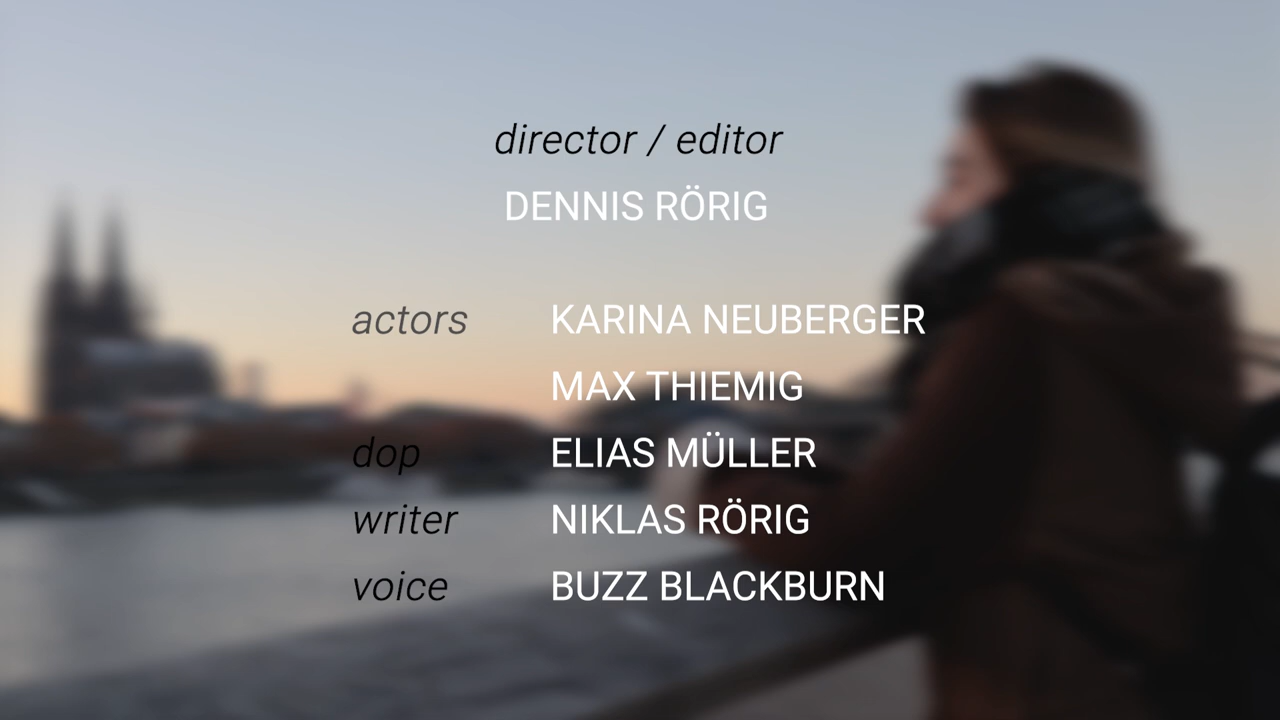 director / editor
DENNIS RÖRIG
actors KARINA NEUBERGER
MAX THIEMIG
dop ELIAS MÜLLER
writer NIKLAS RÖRIG
voice BUZZ BLACKBURN